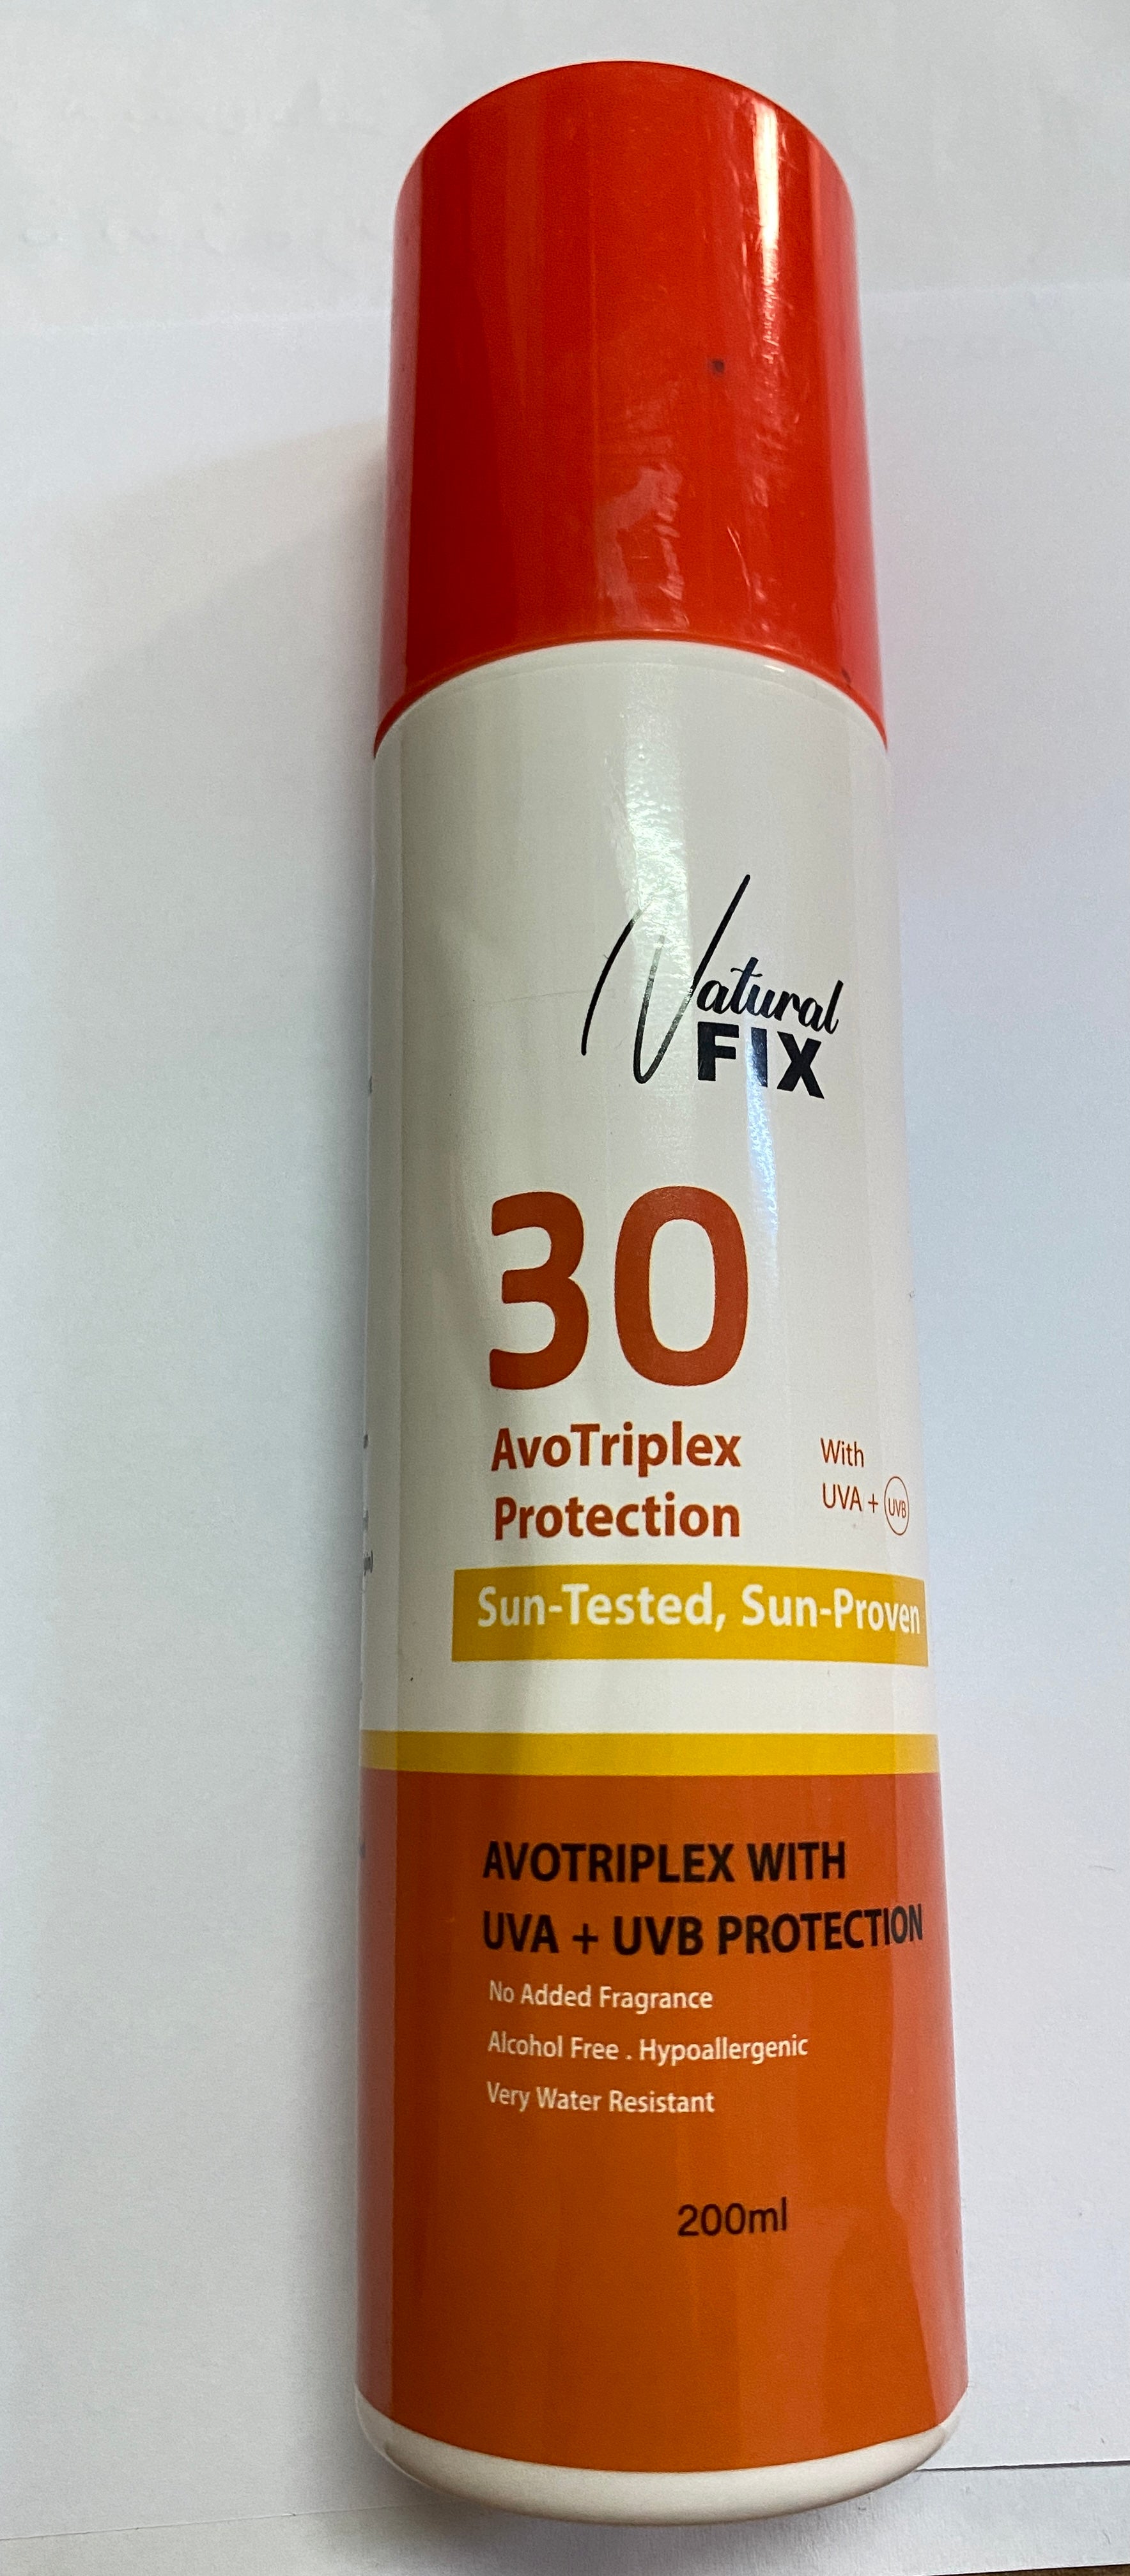 Natural
FIX
30
AvoTriplex
Protection
With
UVA + UVB
Sun-Tested, Sun-Proven
AVOTRIPLEX WITH
UVA + UVB PROTECTION
No Added Fragrance
Alcohol Free . Hypoallergenic
Very Water Resistant
200ml